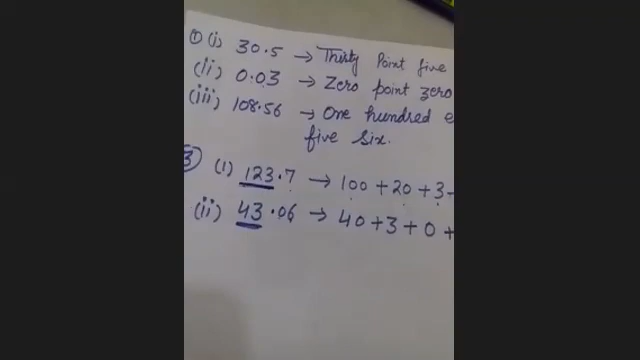 ① (i) 30.5 → Thirty Point five
(ii) 0.03 → Zero point zero
(iii) 108.56 → One hundred
five six.
③ (i) 123.7 → 100 + 20 + 3
(ii) 43.06 → 40 + 3 + 0 +